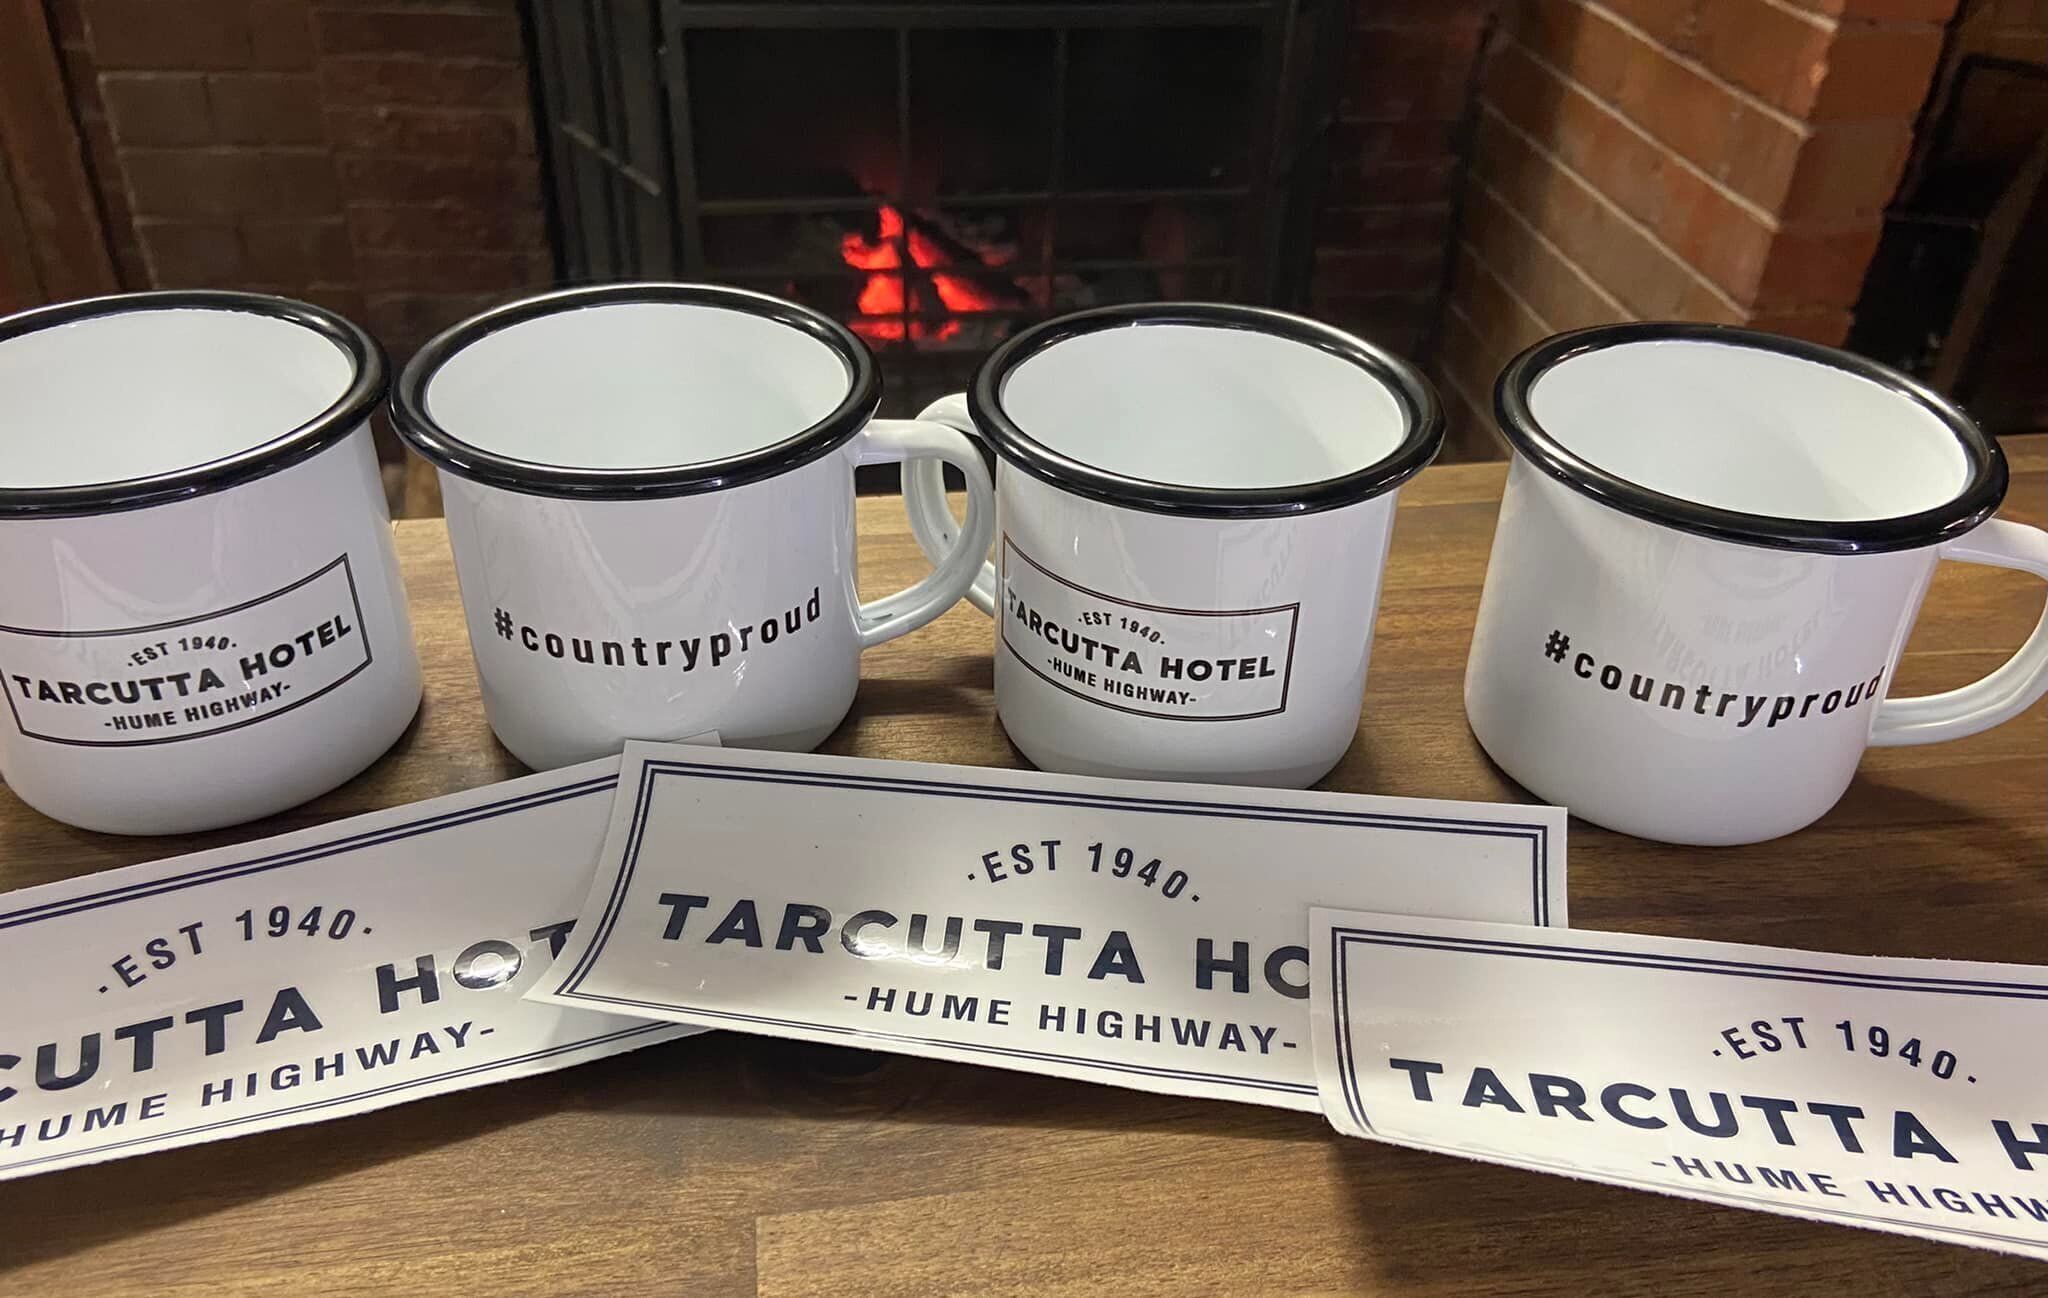 .EST 1940.
TARCUTTA HOTEL
-HUME HIGHWAY-
#countryproud
.EST 1940.
TARCUTTA HOTEL
-HUME HIGHWAY-
#countryproud
.EST 1940.
CUTTA HOT
-HUME HIGHWAY-
.EST 1940.
TARCUTTA HO
-HUME HIGHWAY-
.EST 1940.
TARCUTTA H
-HUME HIGHW